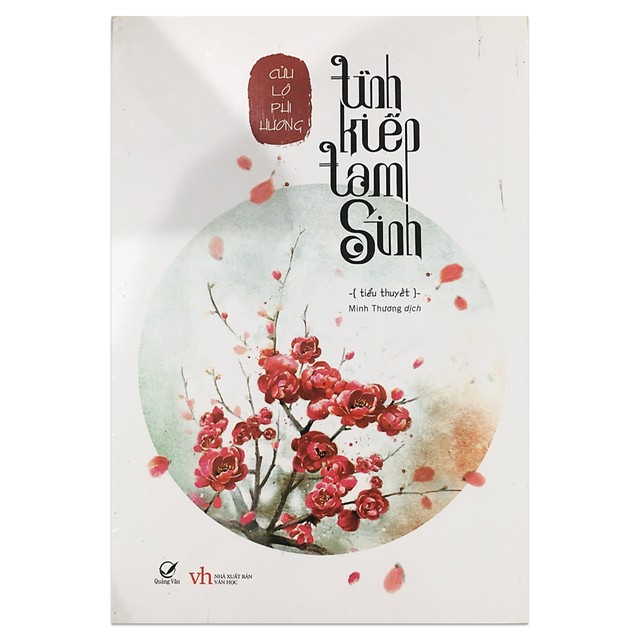 CỬU
LỘ
PHI
HƯƠNG
tình
kiếp
tam
Sinh
-{ tiểu thuyết }-
Minh Thương dịch
Quảng Văn
vh NHÀ XUẤT BẢN
VĂN HỌC